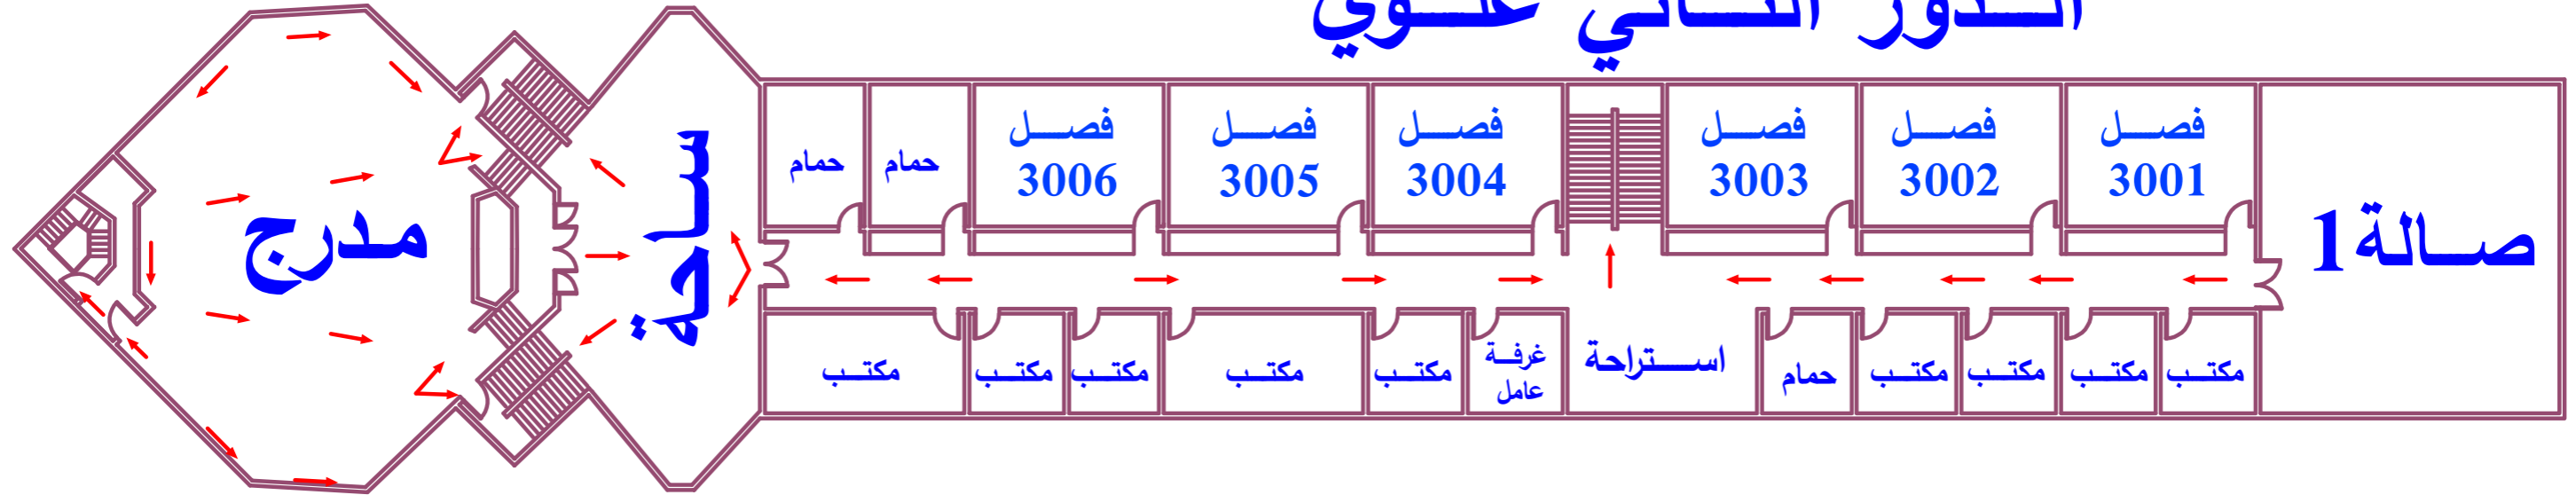 الدور الثاني علوي
صالة1
فصل
3001
فصل
3002
فصل
3003
فصل
3004
فصل
3005
فصل
3006
حمام
حمام
ساحة
مدرج
مكتب
مكتب
مكتب
مكتب
حمام
استراحة
غرفة
عامل
مكتب
مكتب
مكتب
مكتب
مكتب